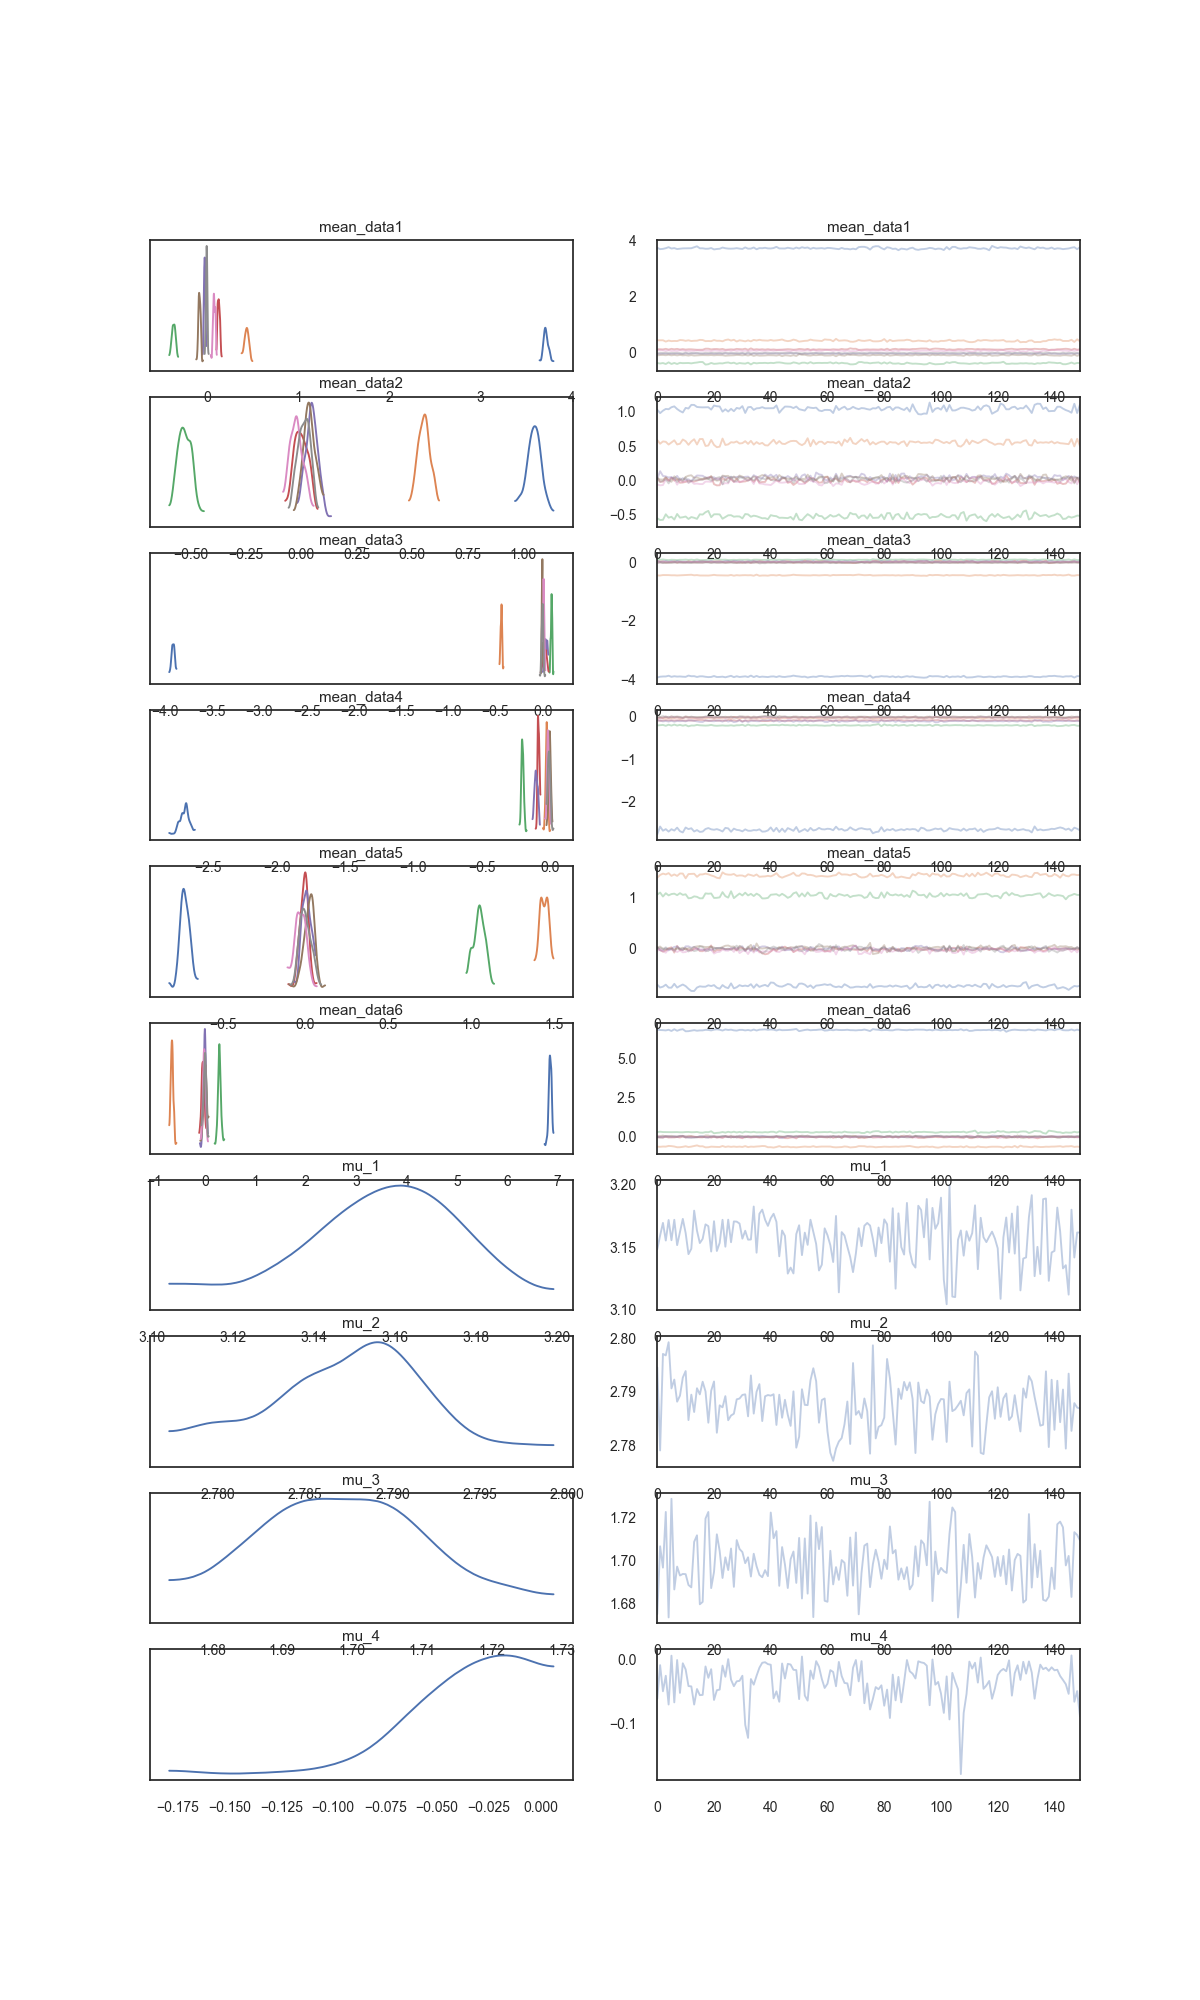 mean_data1 mean_data1
4
2
0
mean_data2 mean_data2
0 1 2 3 4 0 20 40 60 80 100 120 140
1.0
0.5
0.0
−0.5
mean_data3 mean_data3
−0.50 −0.25 0.00 0.25 0.50 0.75 1.00 0 20 40 60 80 100 120 140
0
−2
−4
mean_data4 mean_data4
−4.0 −3.5 −3.0 −2.5 −2.0 −1.5 −1.0 −0.5 0.0 0 20 40 60 80 100 120 140
0
−1
−2
mean_data5 mean_data5
−2.5 −2.0 −1.5 −1.0 −0.5 0.0 0 20 40 60 80 100 120 140
1
0
mean_data6 mean_data6
−0.5 0.0 0.5 1.0 1.5 0 20 40 60 80 100 120 140
5.0
2.5
0.0
mu_1 mu_1
−1 0 1 2 3 4 5 6 7 0 20 40 60 80 100 120 140
3.20
3.15
3.10
mu_2 mu_2
3.10 3.12 3.14 3.16 3.18 3.20 0 20 40 60 80 100 120 140
2.80
2.79
2.78
mu_3 mu_3
2.780 2.785 2.790 2.795 2.800 0 20 40 60 80 100 120 140
1.72
1.70
1.68
mu_4 mu_4
1.68 1.69 1.70 1.71 1.72 1.73 0 20 40 60 80 100 120 140
0.0
−0.1
−0.175 −0.150 −0.125 −0.100 −0.075 −0.050 −0.025 0.000 0 20 40 60 80 100 120 140